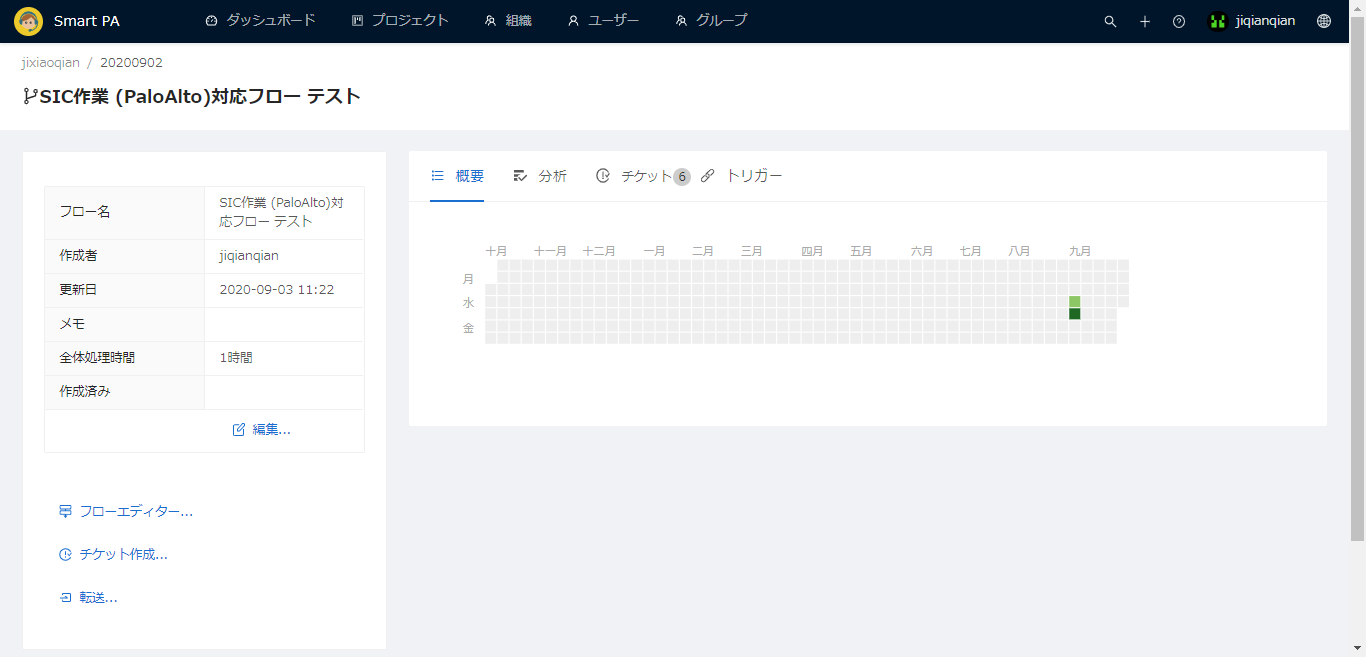 Smart PA ダッシュボード プロジェクト 組織 ユーザー グループ jiqianqian
jixiaoqian / 20200902
SIC作業 (PaloAlto)対応フロー テスト
フロー名 SIC作業 (PaloAlto)対
応フロー テスト
作成者 jiqianqian
更新日 2020-09-03 11:22
メモ
全体処理時間 1時間
作成済み
編集...
フローエディター...
チケット作成...
転送...
概要 分析 チケット 6 トリガー
十月 十一月 十二月 一月 二月 三月 四月 五月 六月 七月 八月 九月
月
水
金